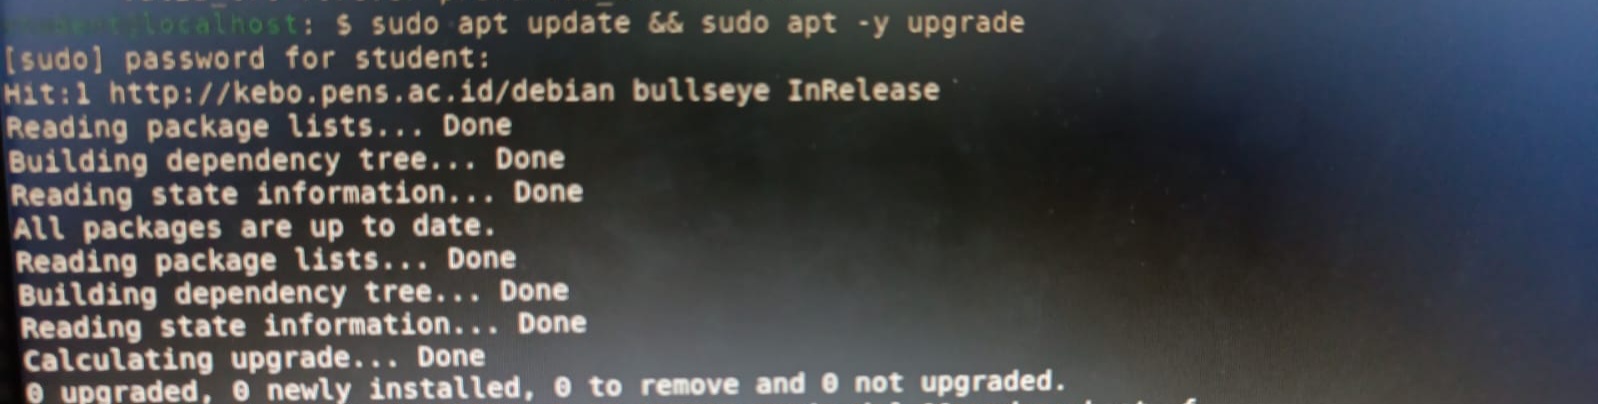 student@localhost: $ sudo apt update && sudo apt -y upgrade
[sudo] password for student:
Hit:1 http://kebo.pens.ac.id/debian bullseye InRelease
Reading package lists... Done
Building dependency tree... Done
Reading state information... Done
All packages are up to date.
Reading package lists... Done
Building dependency tree... Done
Reading state information... Done
Calculating upgrade... Done
0 upgraded, 0 newly installed, 0 to remove and 0 not upgraded.